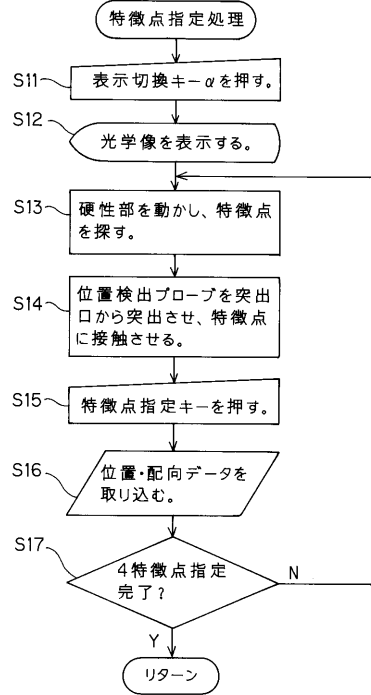 特徴点指定処理
S11
表示切換キーαを押す。
S12
光学像を表示する。
S13
硬性部を動かし、特徴点
を探す。
S14
位置検出プローブを突出
口から突出させ、特徴点
に接触させる。
S15
特徴点指定キーを押す。
S16
位置・配向データを
取り込む。
S17
4特徴点指定
完了？
N
Y
リターン